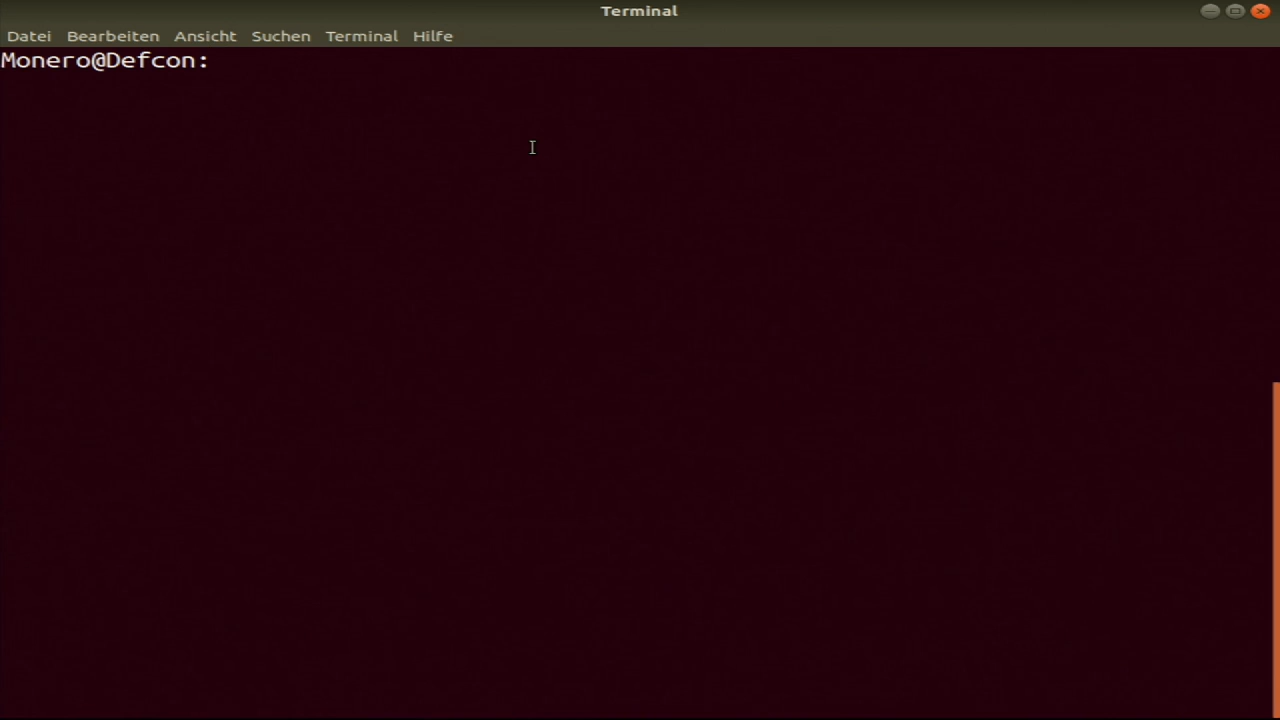 Terminal
Datei Bearbeiten Ansicht Suchen Terminal Hilfe
Monero@Defcon: